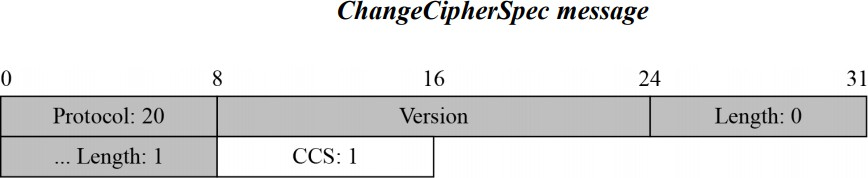 ChangeCipherSpec message
0 8 16 24 31
Protocol: 20 Version Length: 0
... Length: 1 CCS: 1